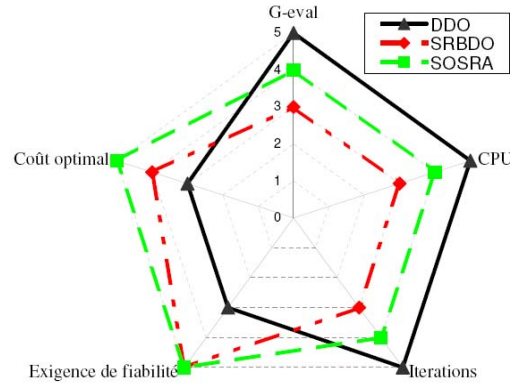 G-eval
DDO
SRBDO
SOSRA
5
4
3
2
1
0
Coût optimal
CPU
Exigence de fiabilité
Iterations